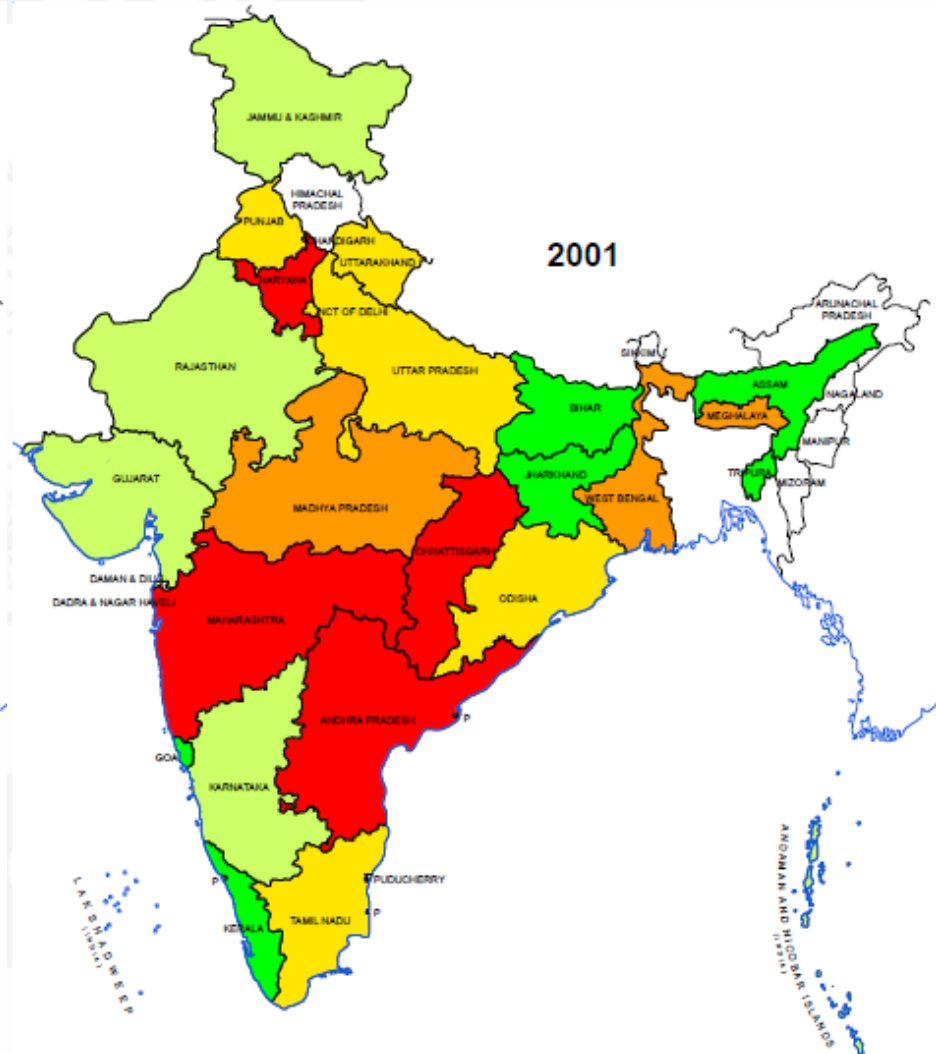 JAMMU & KASHMIR
HIMACHAL
PRADESH
PUNJAB
CHANDIGARH
UTTARAKHAND
2001
HARYANA
NCT OF DELHI
ARUNACHAL
PRADESH
RAJASTHAN
UTTAR PRADESH
SIKKIM
ASSAM
NAGALAND
BIHAR
MEGHALAYA
MANIPUR
GUJARAT
JHARKHAND
TRIPURA
MIZORAM
MADHYA PRADESH
WEST BENGAL
CHHATTISGARH
DAMAN & DIU
DADRA & NAGAR HAVELI
ODISHA
MAHARASHTRA
ANDHRA PRADESH
P
GOA
KARNATAKA
P
PUDUCHERRY
P
KERALA
TAMIL NADU
LAKSHADWEEP
(INDIA)
ANDAMAN AND NICOBAR ISLANDS
(INDIA)